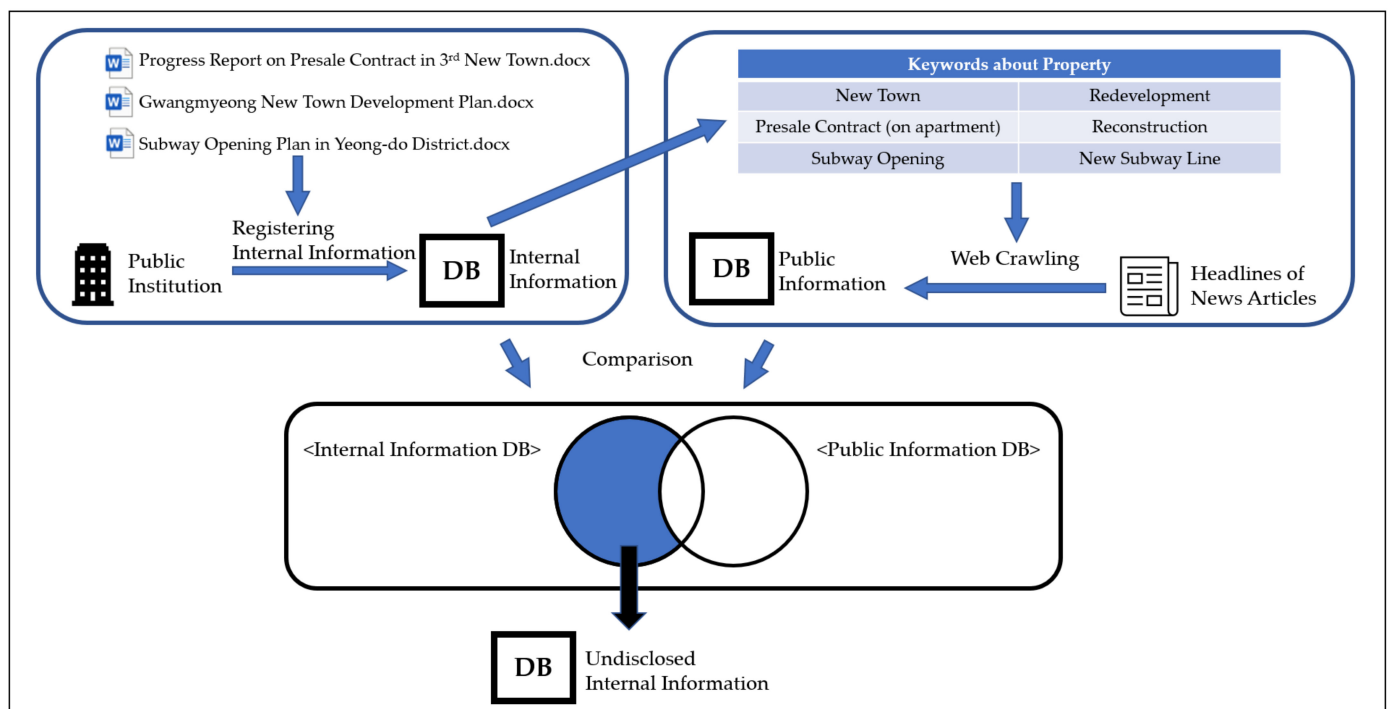 Progress Report on Presale Contract in 3rd New Town.docx
Gwangmyeong New Town Development Plan.docx
Subway Opening Plan in Yeong-do District.docx
Registering
Internal Information
Public
Institution
DB
Internal
Information
Keywords about Property
New Town
Redevelopment
Presale Contract (on apartment)
Reconstruction
Subway Opening
New Subway Line
DB
Public
Information
Web Crawling
Headlines of
News Articles
Comparison
<Internal Information DB>
<Public Information DB>
DB
Undisclosed
Internal Information